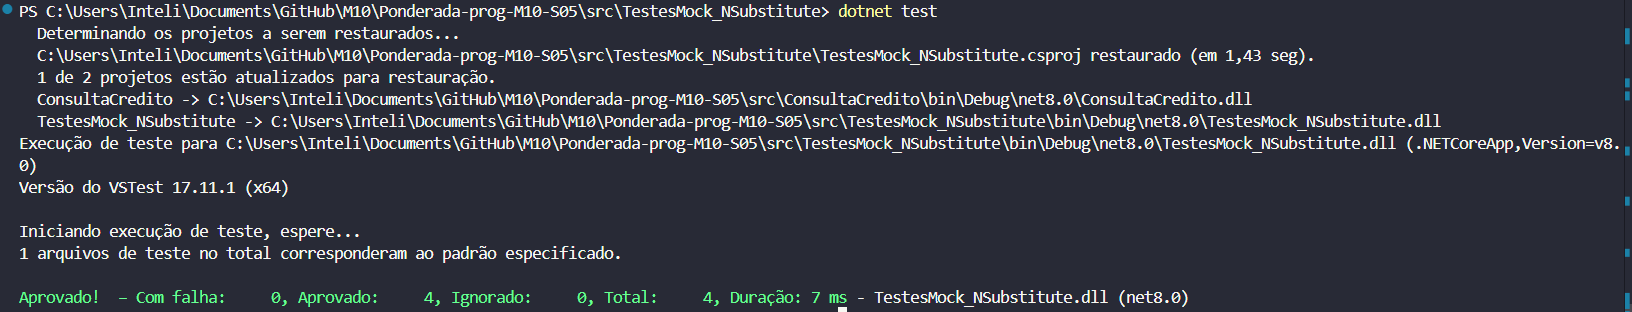 PS C:\Users\Inteli\Documents\GitHub\M10\Ponderada-prog-M10-S05\src\TestesMock_NSubstitute> dotnet test
Determinando os projetos a serem restaurados...
C:\Users\Inteli\Documents\GitHub\M10\Ponderada-prog-M10-S05\src\TestesMock_NSubstitute\TestesMock_NSubstitute.csproj restaurado (em 1,43 seg).
1 de 2 projetos estão atualizados para restauração.
ConsultaCredito -> C:\Users\Inteli\Documents\GitHub\M10\Ponderada-prog-M10-S05\src\ConsultaCredito\bin\Debug\net8.0\ConsultaCredito.dll
TestesMock_NSubstitute -> C:\Users\Inteli\Documents\GitHub\M10\Ponderada-prog-M10-S05\src\TestesMock_NSubstitute\bin\Debug\net8.0\TestesMock_NSubstitute.dll
Execução de teste para C:\Users\Inteli\Documents\GitHub\M10\Ponderada-prog-M10-S05\src\TestesMock_NSubstitute\bin\Debug\net8.0\TestesMock_NSubstitute.dll (.NETCoreApp,Version=v8.
0)
Versão do VSTest 17.11.1 (x64)
Iniciando execução de teste, espere...
1 arquivos de teste no total corresponderam ao padrão especificado.
Aprovado!  – Com falha:     0, Aprovado:     4, Ignorado:     0, Total:     4, Duração: 7 ms - TestesMock_NSubstitute.dll (net8.0)